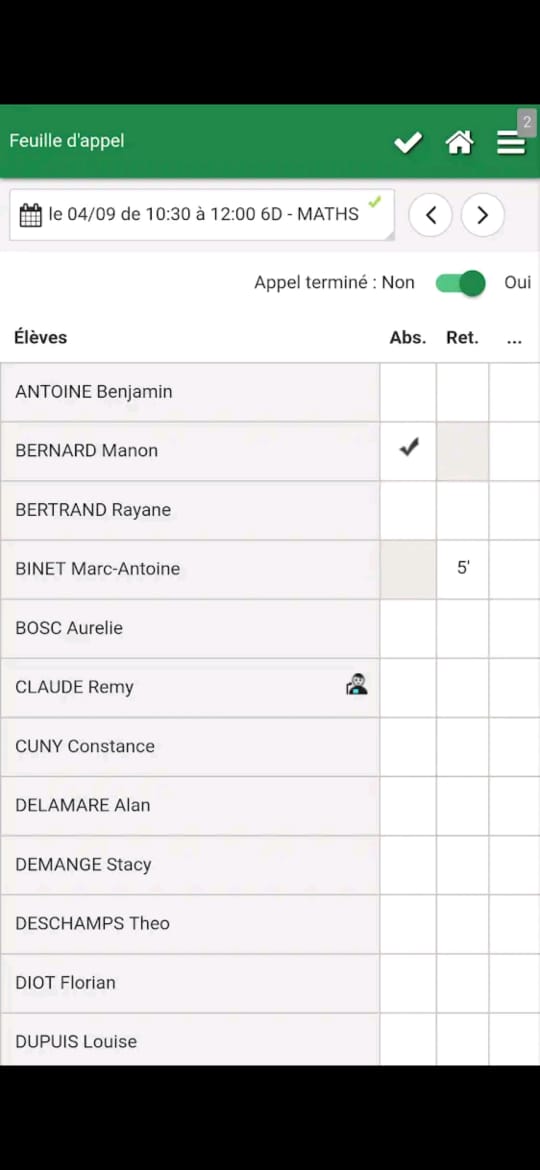 2
Feuille d'appel
le 04/09 de 10:30 à 12:00 6D - MATHS
Appel terminé : Non Oui
Élèves Abs. Ret. ...
ANTOINE Benjamin
BERNARD Manon
BERTRAND Rayane
BINET Marc-Antoine 5'
BOSC Aurelie
CLAUDE Remy
CUNY Constance
DELAMARE Alan
DEMANGE Stacy
DESCHAMPS Theo
DIOT Florian
DUPUIS Louise